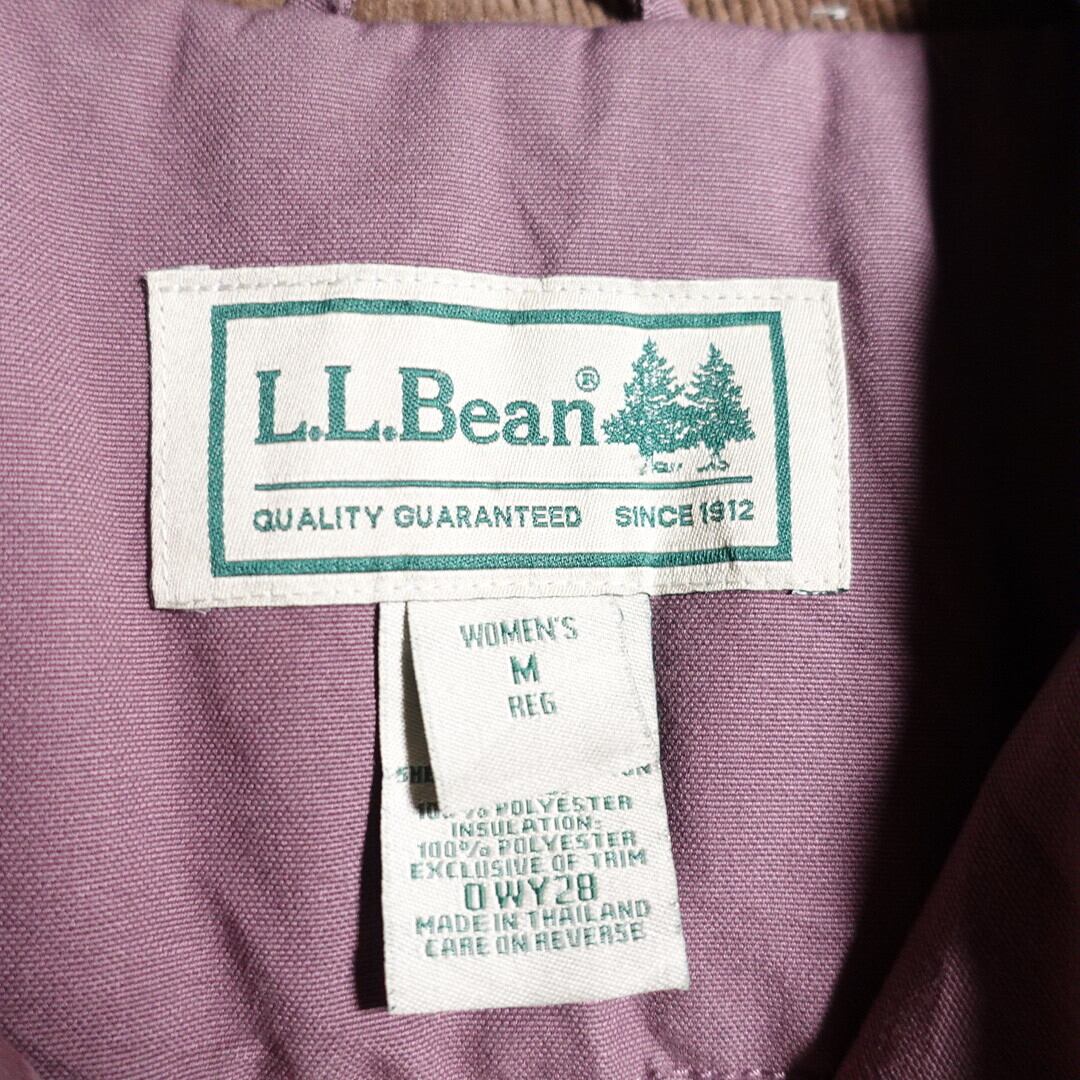 L.L.Bean®
QUALITY GUARANTEED SINCE 1912
WOMEN'S
M
REG
POLYESTER
INSULATION:
100% POLYESTER
EXCLUSIVE OF TRIM
0WY28
MADE IN THAILAND
CARE ON REVERSE